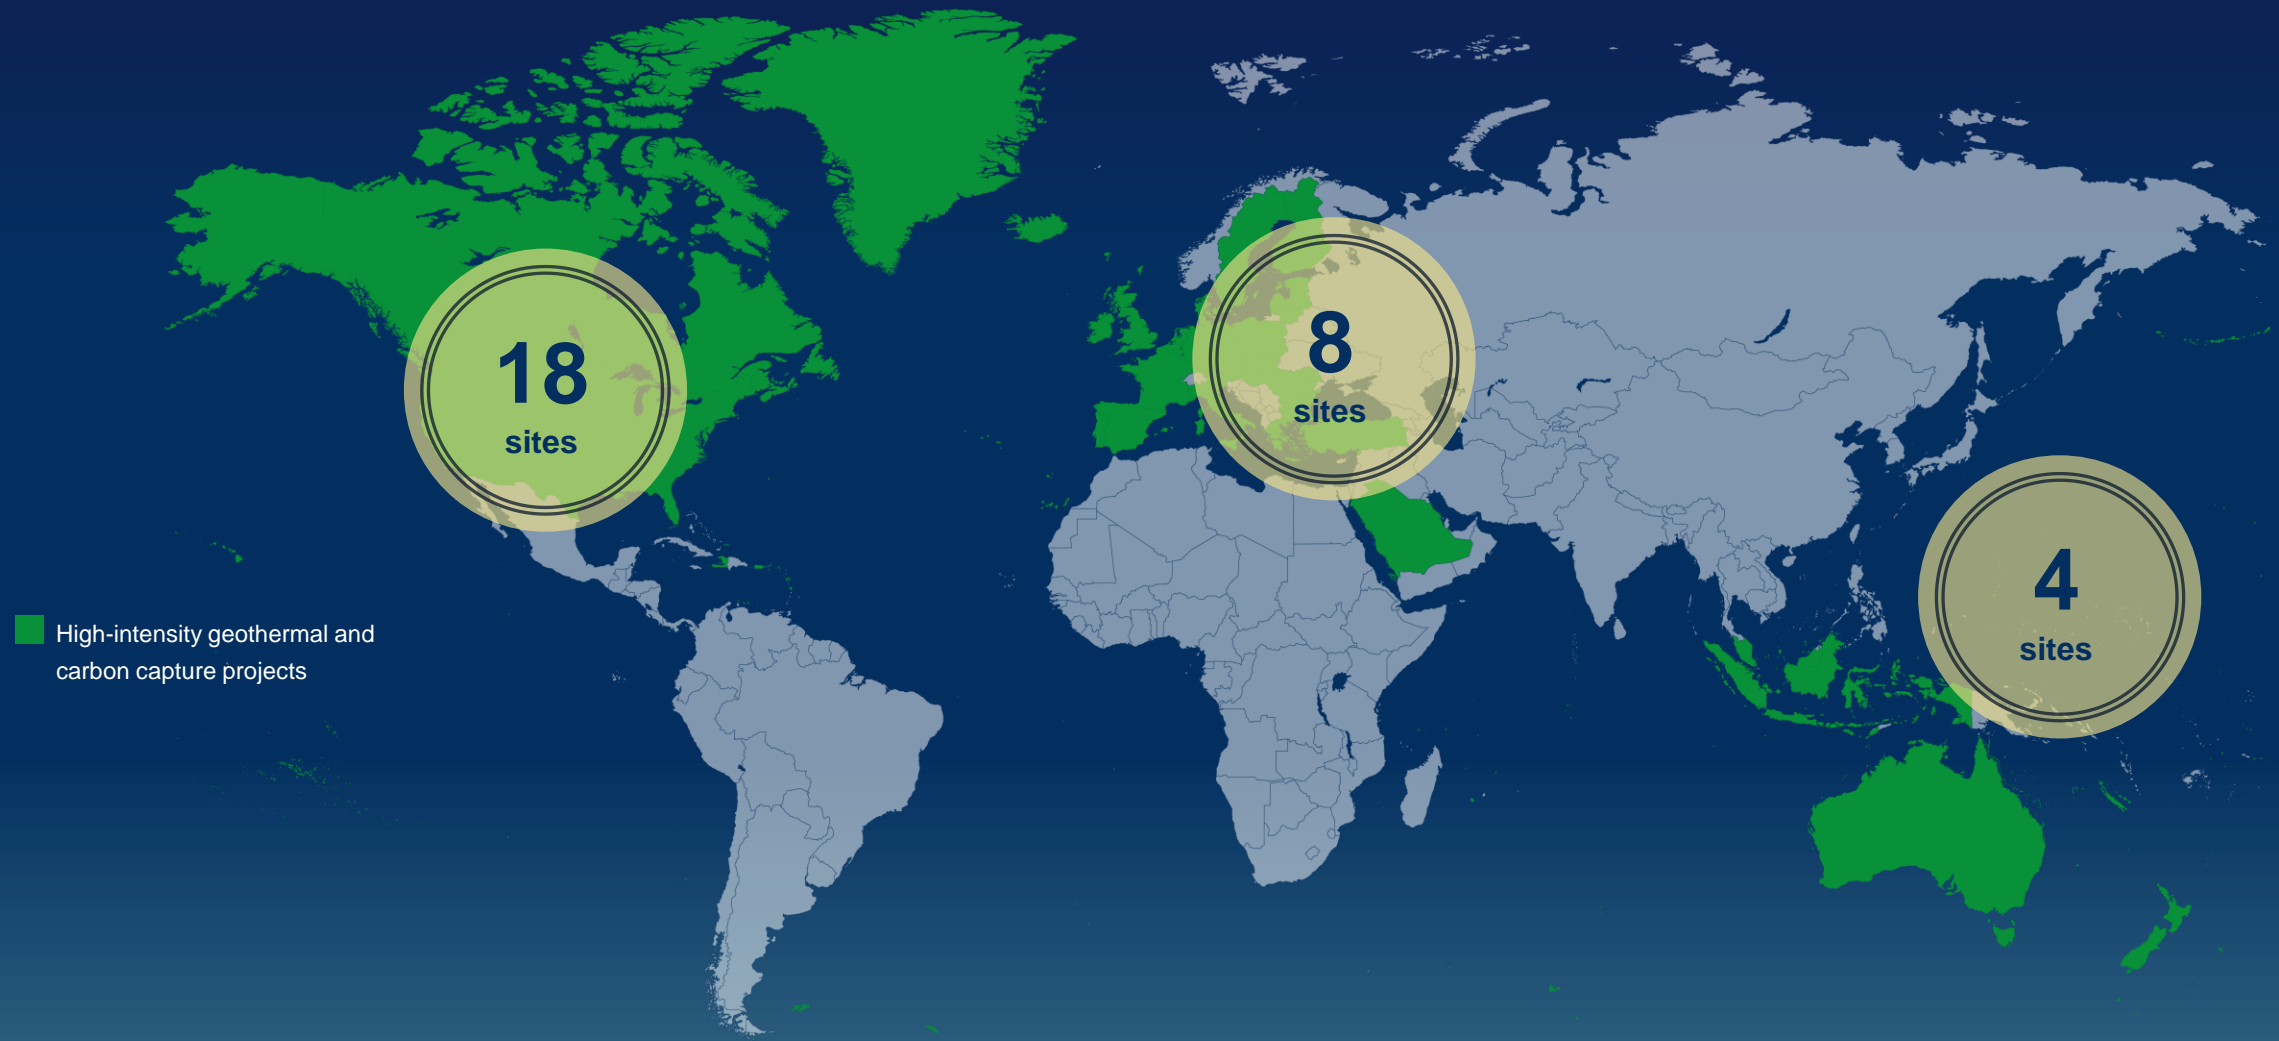 18
sites
8
sites
4
sites
High-intensity geothermal and
carbon capture projects